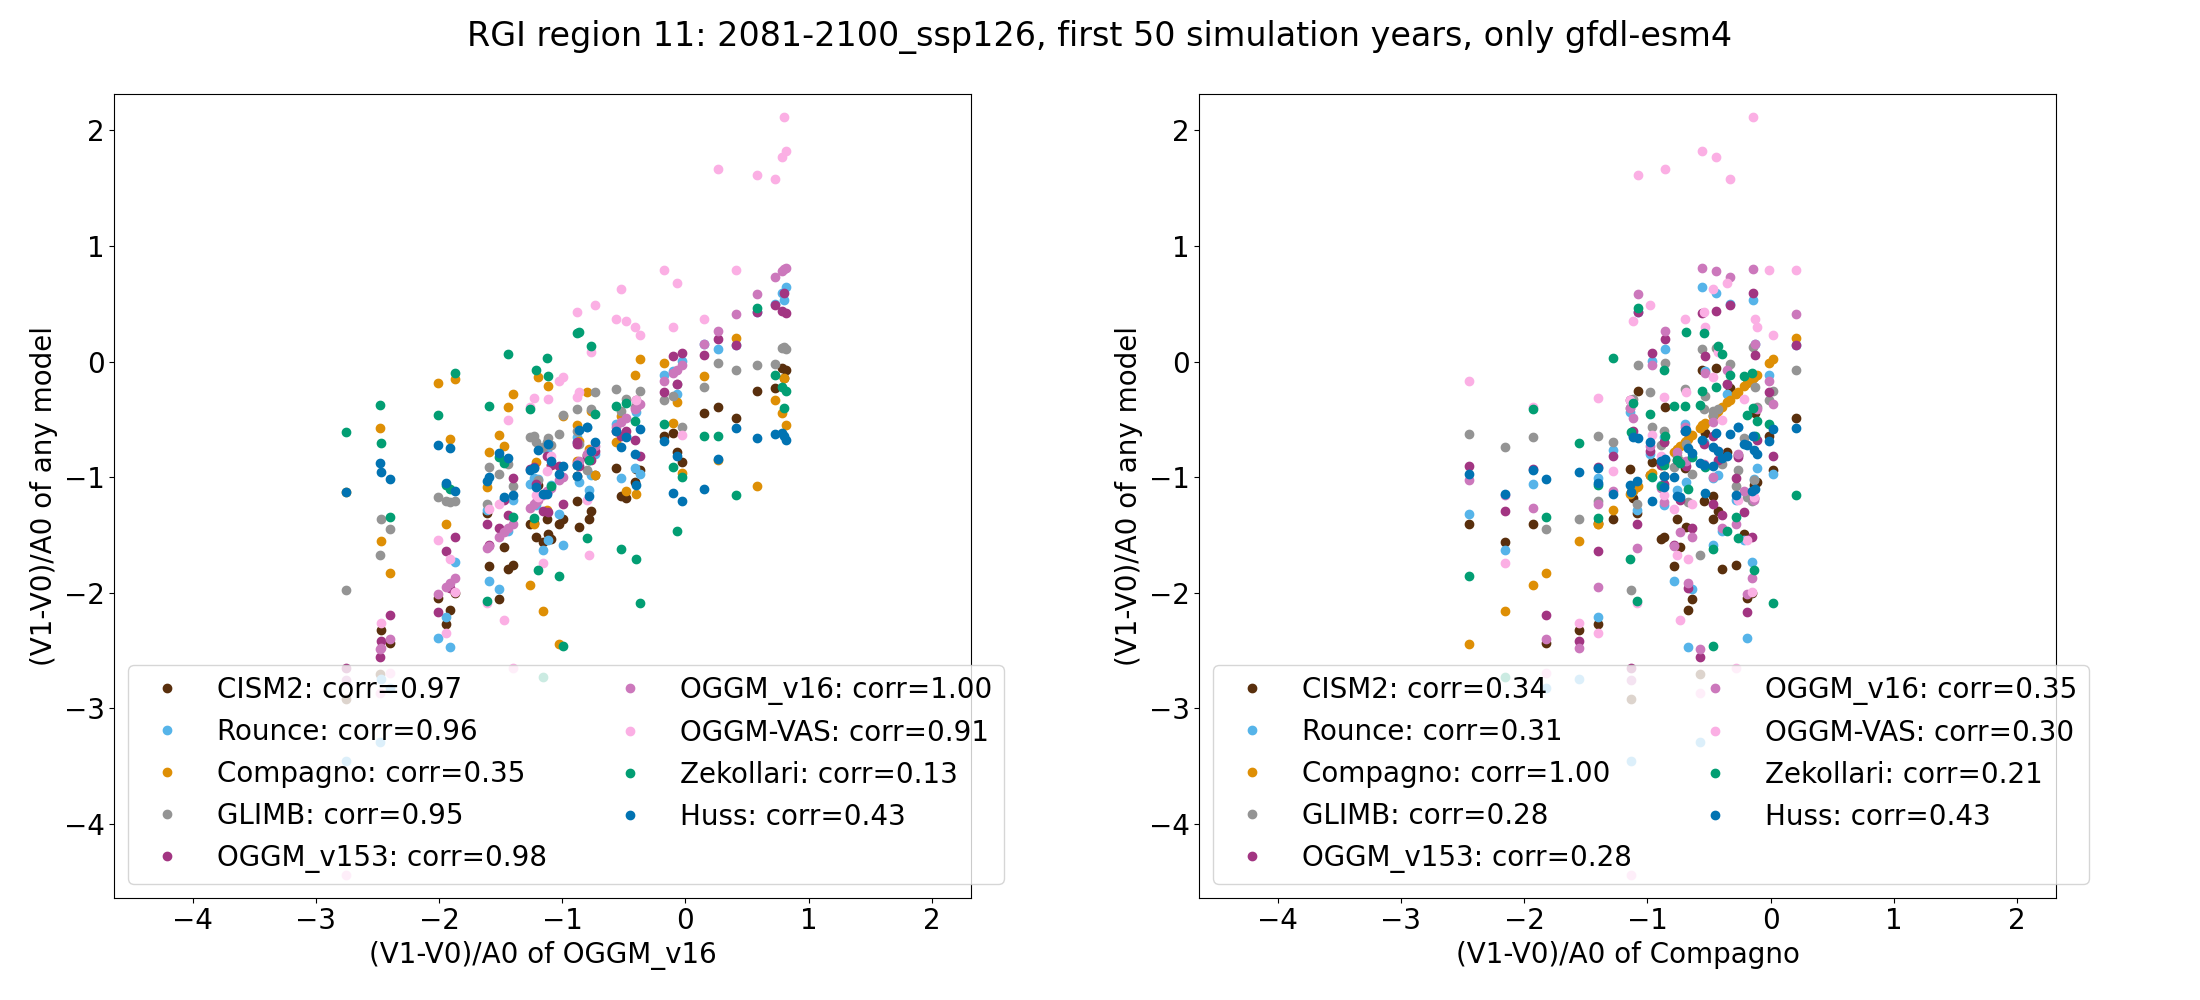 RGI region 11: 2081-2100_ssp126, first 50 simulation years, only gfdl-esm4
(V1-V0)/A0 of any model
2
1
0
−1
−2
−3
−4
CISM2: corr=0.97
Rounce: corr=0.96
Compagno: corr=0.35
GLIMB: corr=0.95
OGGM_v153: corr=0.98
OGGM_v16: corr=1.00
OGGM-VAS: corr=0.91
Zekollari: corr=0.13
Huss: corr=0.43
−4 −3 −2 −1 0 1 2
(V1-V0)/A0 of OGGM_v16
(V1-V0)/A0 of any model
2
1
0
−1
−2
−3
−4
CISM2: corr=0.34
Rounce: corr=0.31
Compagno: corr=1.00
GLIMB: corr=0.28
OGGM_v153: corr=0.28
OGGM_v16: corr=0.35
OGGM-VAS: corr=0.30
Zekollari: corr=0.21
Huss: corr=0.43
−4 −3 −2 −1 0 1 2
(V1-V0)/A0 of Compagno